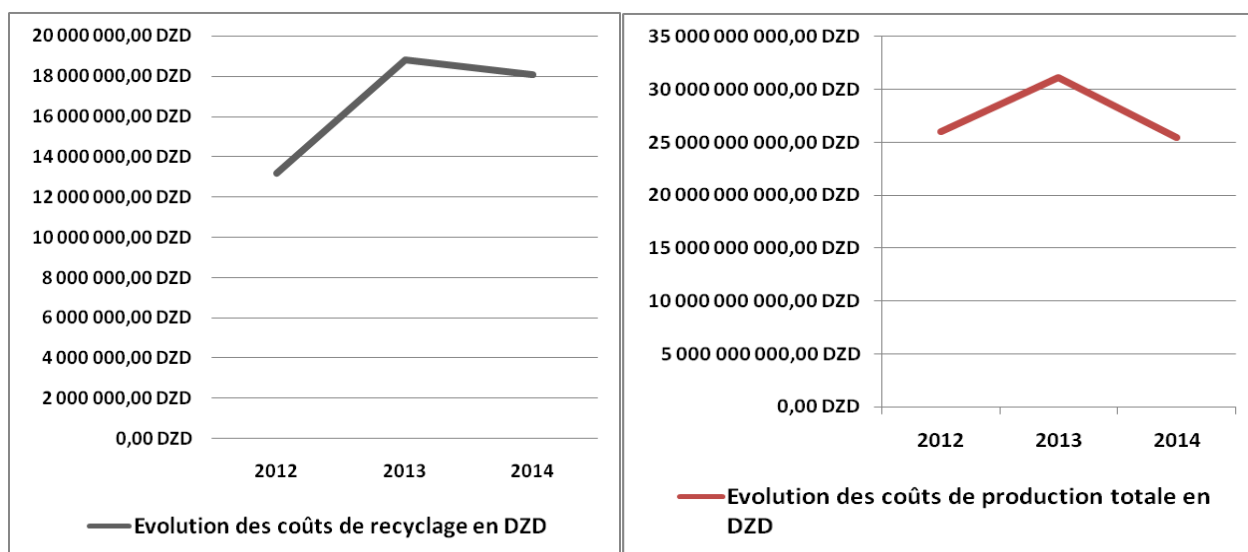 20 000 000,00 DZD
18 000 000,00 DZD
16 000 000,00 DZD
14 000 000,00 DZD
12 000 000,00 DZD
10 000 000,00 DZD
8 000 000,00 DZD
6 000 000,00 DZD
4 000 000,00 DZD
2 000 000,00 DZD
0,00 DZD
2012 2013 2014
Evolution des coûts de recyclage en DZD
35 000 000 000,00 DZD
30 000 000 000,00 DZD
25 000 000 000,00 DZD
20 000 000 000,00 DZD
15 000 000 000,00 DZD
10 000 000 000,00 DZD
5 000 000 000,00 DZD
0,00 DZD
2012 2013 2014
Evolution des coûts de production totale en
DZD